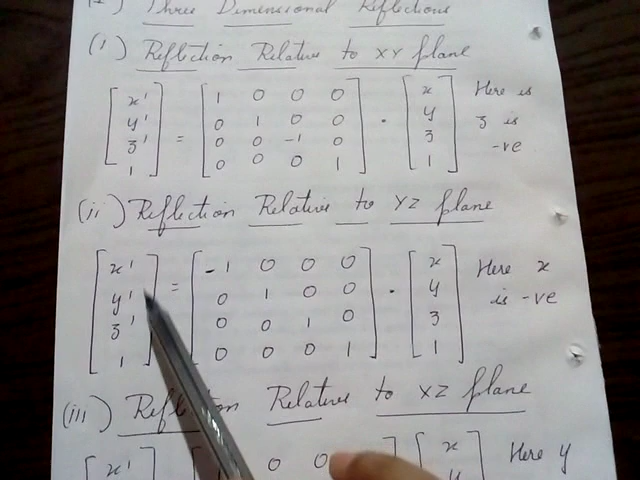 Three Dimensional Reflections
(i) Reflection Relative to XY plane
x' 1 0 0 0 x Here is
y' 0 1 0 0 y z is
z' = 0 0 -1 0 . z -ve
1 0 0 0 1 1
(ii) Reflection Relative to YZ plane
x' = -1 0 0 0 x Here x
y' 0 1 0 0 . y is -ve
z' 0 0 1 0 z
1 0 0 0 1 1
(iii) Reflection Relative to XZ plane
x' 0 0 x Here y
y